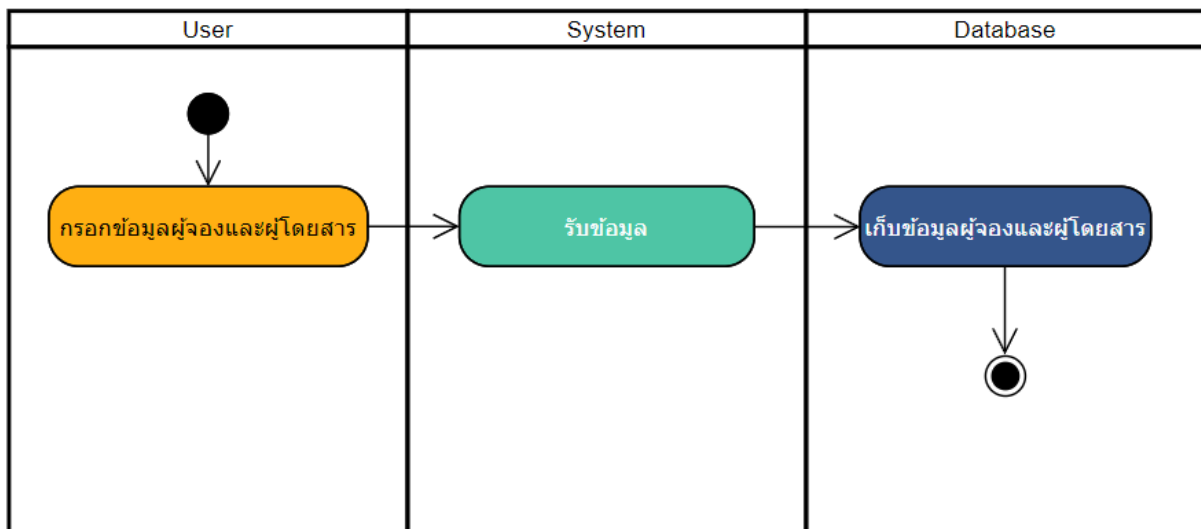 User
System
Database
กรอกข้อมูลผู้จองและผู้โดยสาร
รับข้อมูล
เก็บข้อมูลผู้จองและผู้โดยสาร